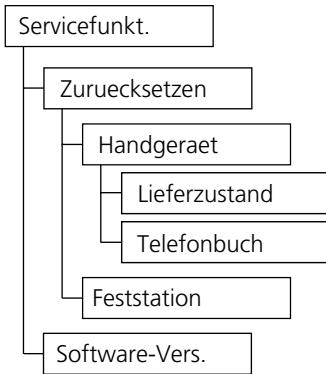 Servicefunkt.
Zuruecksetzen
Handgeraet
Lieferzustand
Telefonbuch
Feststation
Software-Vers.